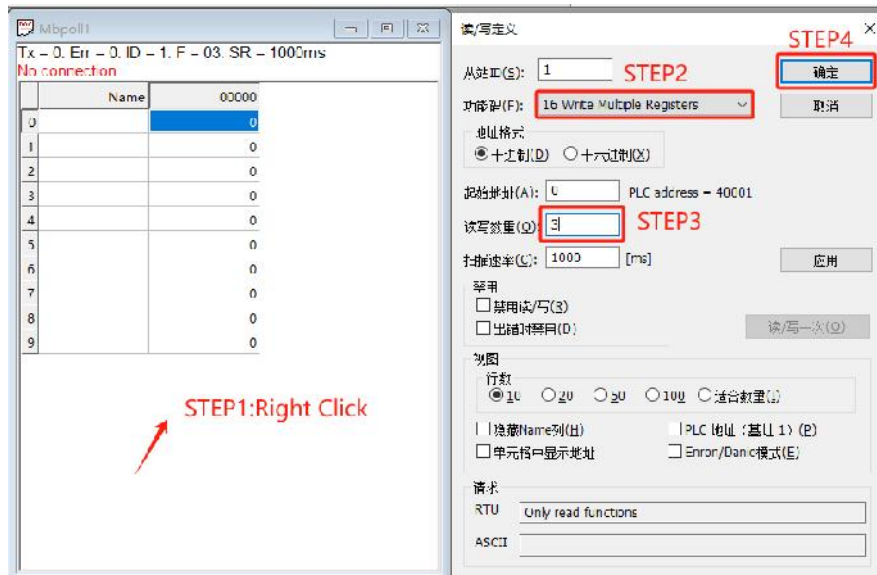 Mbpoll1
Tx = 0. Err = 0. ID = 1. F = 03. SR = 1000ms
No connection
Name 00000
0 0
1 0
2 0
3 0
4 0
5 0
6 0
7 0
8 0
9 0
STEP1:Right Click
读/写定义
STEP4
从站ID(S): 1
STEP2
确定
功能码(F): 16 Write Multiple Registers
取消
地址格式
十进制(D) 十六进制(X)
起始地址(A): 0 PLC address = 40001
读写数量(Q): 3
STEP3
扫描速率(C): 1000 [ms]
应用
禁用
禁用读/写(3)
出错时禁用(D)
读/写一次(O)
视图
行数
10 20 50 100 适合数量(I)
隐藏Name列(H) PLC 地址（基址 1）(P)
单元格中显示地址 Enron/Danic模式(E)
请求
RTU Only read functions
ASCII